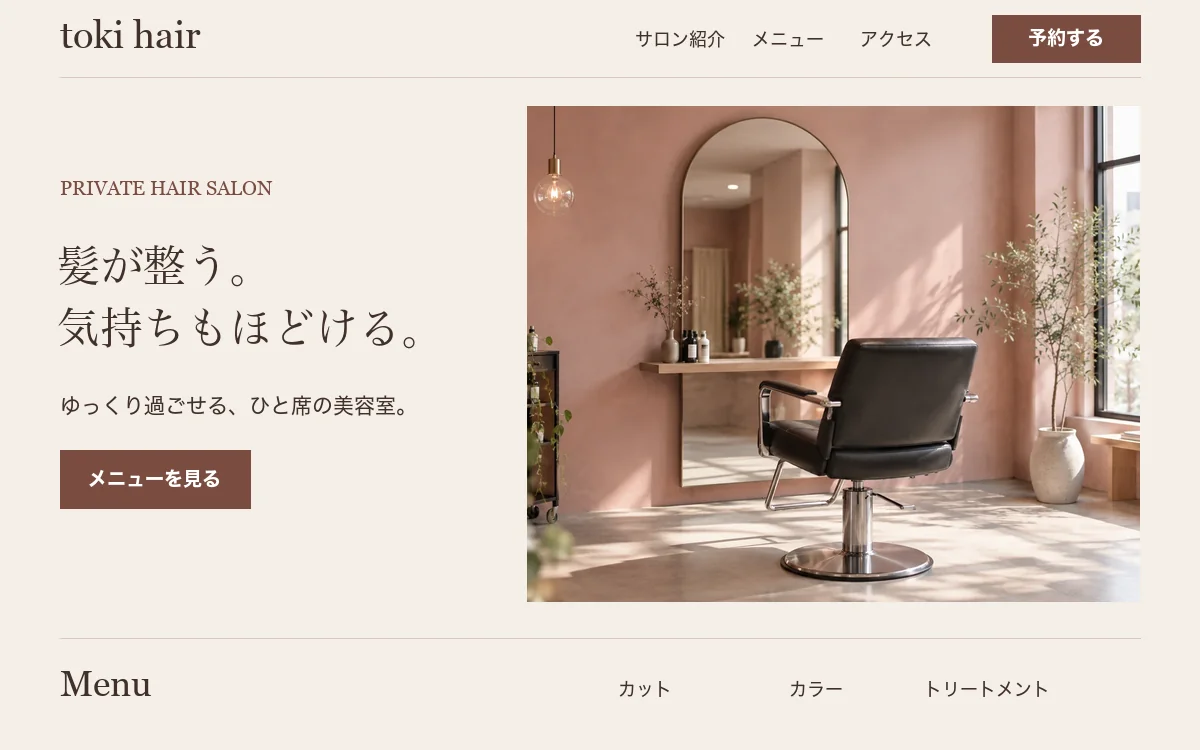 toki hair
サロン紹介
メニュー
アクセス
予約する
PRIVATE HAIR SALON
髪が整う。
気持ちもほどける。
ゆっくり過ごせる、ひと席の美容室。
メニューを見る
Menu
カット
カラー
トリートメント